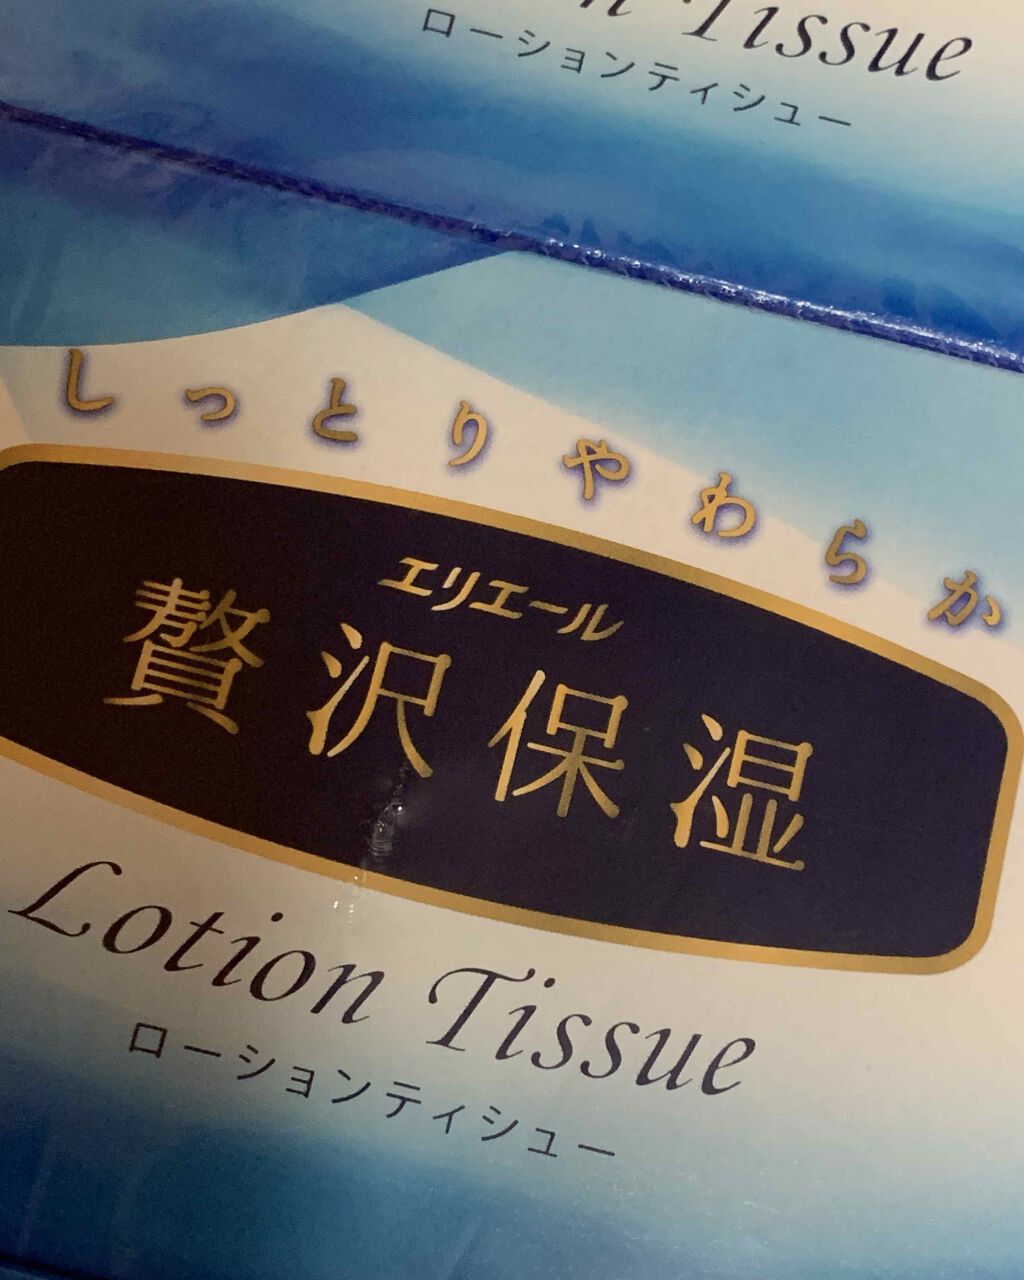 Tissue
ローションティシュー
しっとりやわらか
エリエール
贅沢保湿
Lotion Tissue
ローションティシュー